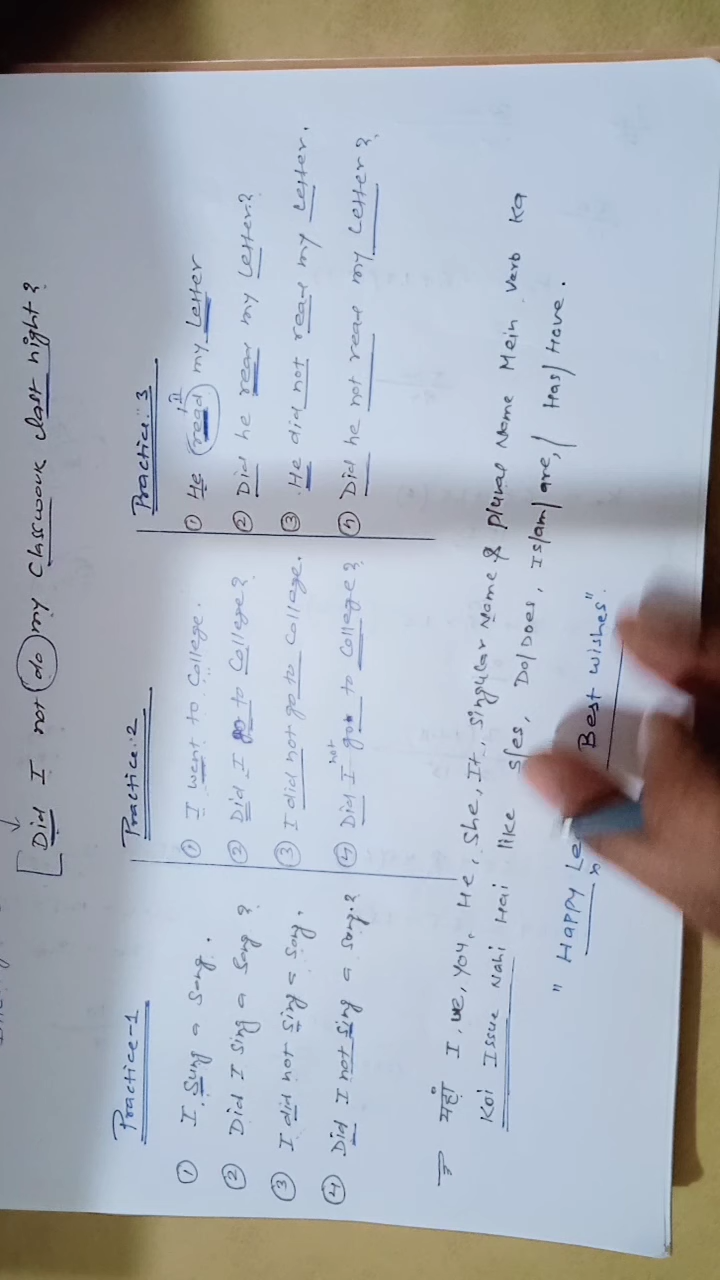 Did I not do my Classwork last night?
Practice-1
① I Sung a Song.
② Did I Sing a Song?
③ I did not Sing a Song.
④ Did I not Sing a Song?
Practice:2
① I went to College.
② Did I go to College?
③ I did not go to College.
④ Did I not go to College?
Practice:3
① He read II my Letter
② Did he read my Letter?
③ He did not read my Letter.
④ Did he not read my Letter?
यहां I, we, you, He, She, It, Singular Name & plural Name Mein Verb Ka
Koi Issue Nahi Hai like s/es, Do/Does, Is/am/are,/ Has/Have.
"Happy Best wishes"